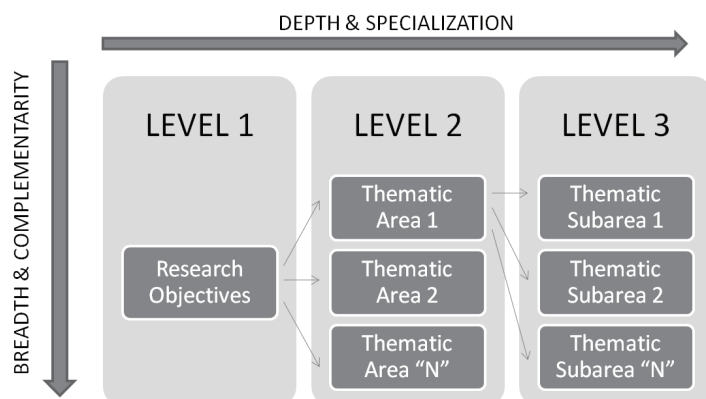 DEPTH & SPECIALIZATION
BREADTH & COMPLEMENTARITY
LEVEL 1
Research
Objectives
LEVEL 2
Thematic
Area 1
Thematic
Area 2
Thematic
Area “N”
LEVEL 3
Thematic
Subarea 1
Thematic
Subarea 2
Thematic
Subarea “N”